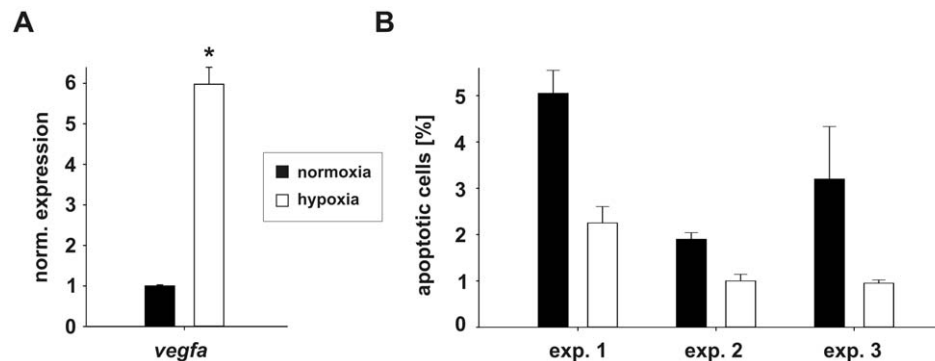 A
norm. expression
6
5
4
3
2
1
0
*
vegfa
normoxia
hypoxia
B
apoptotic cells [%]
5
4
3
2
1
0
exp. 1
exp. 2
exp. 3